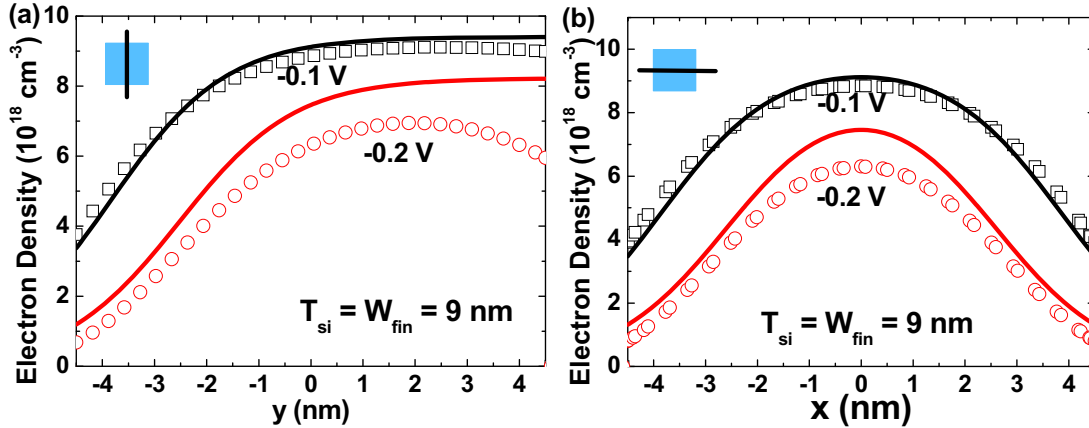 (a)
Electron Density (10^18 cm^-3)
10
8
6
4
2
0
-0.1 V
-0.2 V
T_si = W_fin = 9 nm
-4 -3 -2 -1 0 1 2 3 4
y (nm)
(b)
Electron Density (10^18 cm^-3)
10
8
6
4
2
0
-0.1 V
-0.2 V
T_si = W_fin = 9 nm
-4 -3 -2 -1 0 1 2 3 4
x (nm)